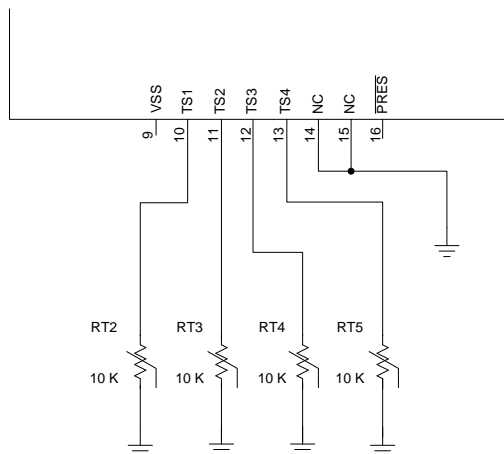 VSS
TS1
TS2
TS3
TS4
NC
NC
PRES
9
10
11
12
13
14
15
16
RT2
RT3
RT4
RT5
10 K
10 K
10 K
10 K